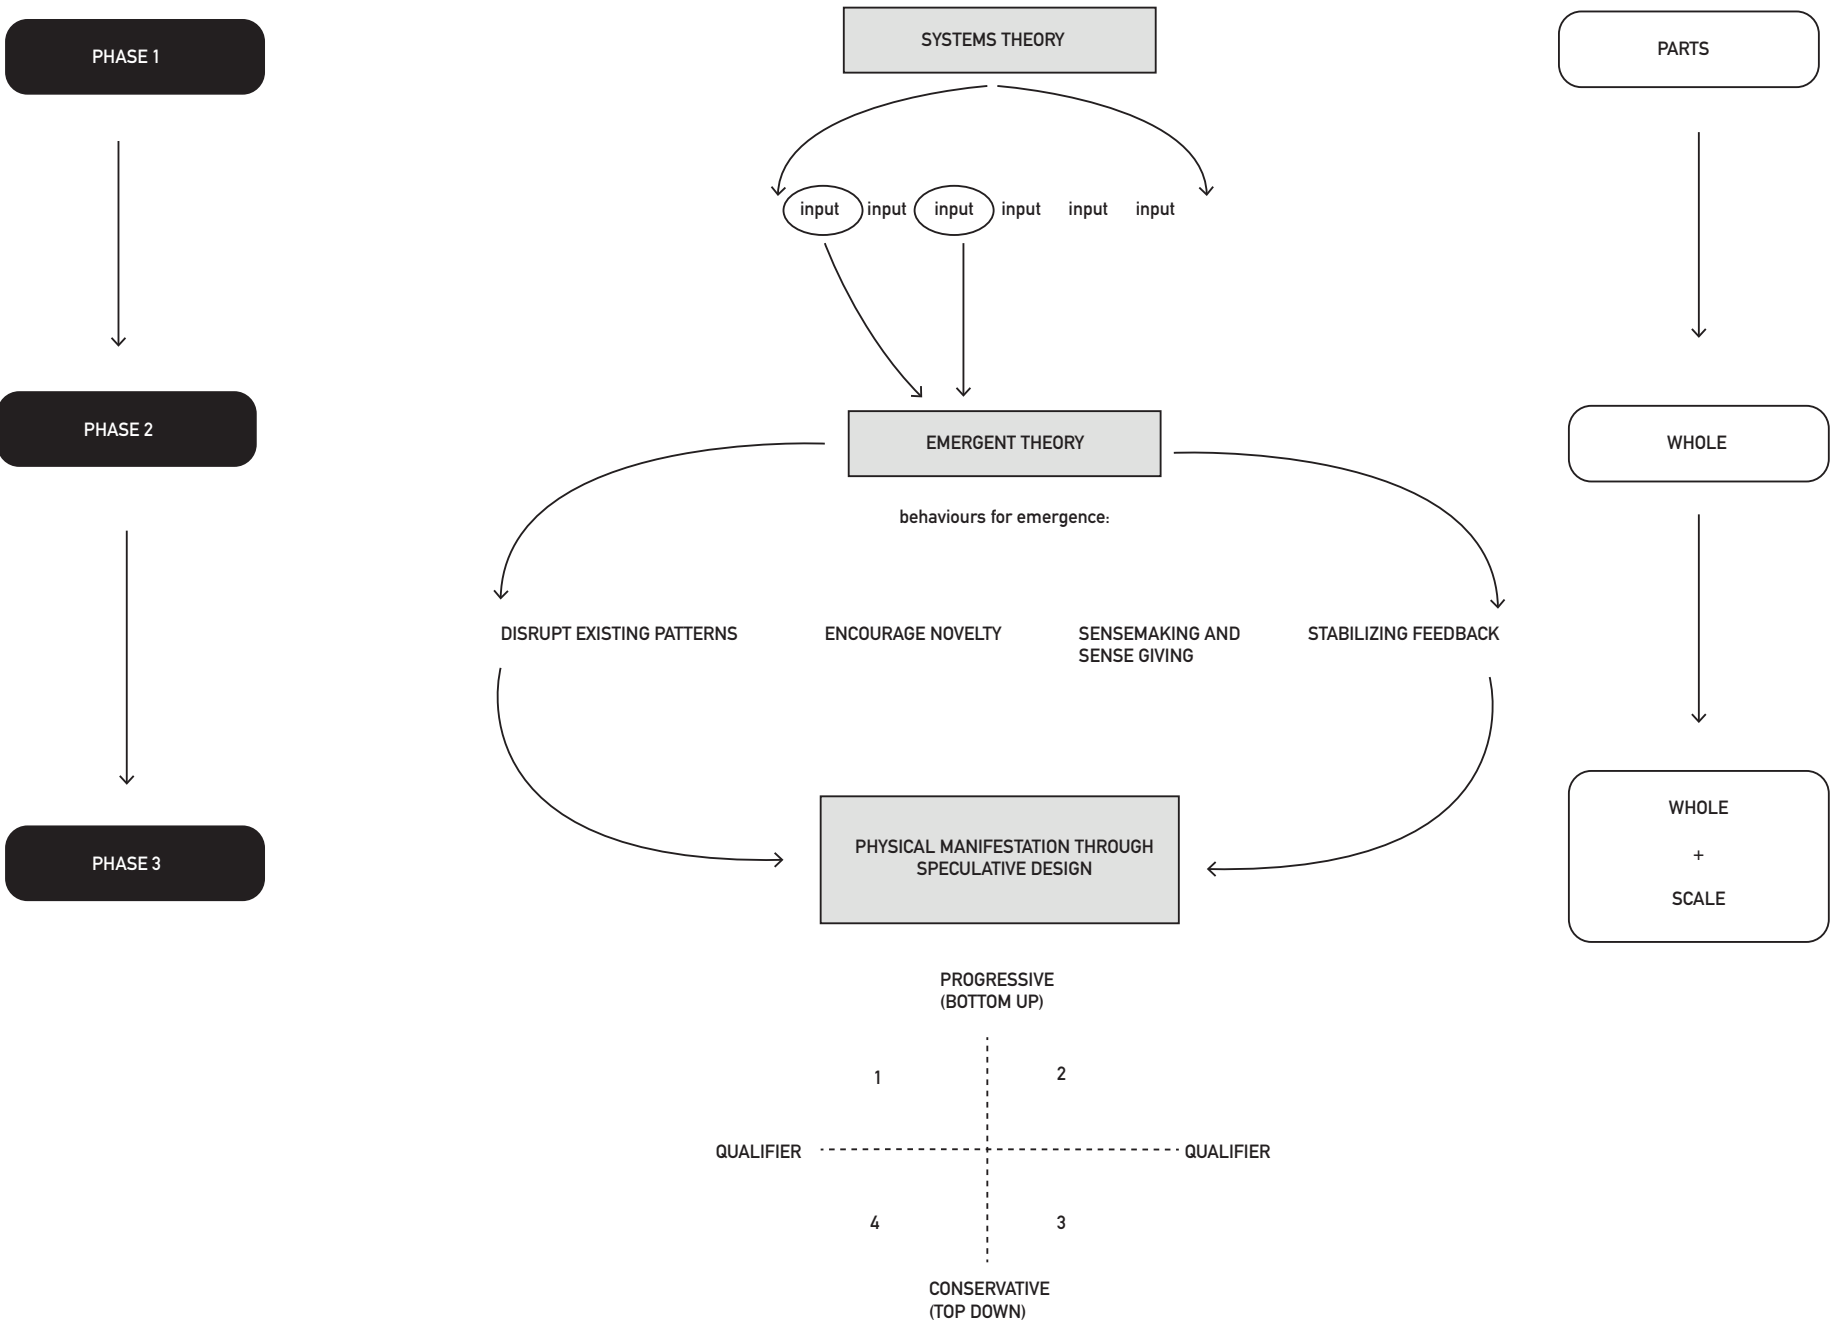 PHASE 1
SYSTEMS THEORY
PARTS
input input input input input input
PHASE 2
EMERGENT THEORY
WHOLE
behaviours for emergence:
DISRUPT EXISTING PATTERNS
ENCOURAGE NOVELTY
SENSEMAKING AND
SENSE GIVING
STABILIZING FEEDBACK
PHASE 3
PHYSICAL MANIFESTATION THROUGH
SPECULATIVE DESIGN
WHOLE
+
SCALE
PROGRESSIVE
(BOTTOM UP)
1
2
QUALIFIER
QUALIFIER
4
3
CONSERVATIVE
(TOP DOWN)